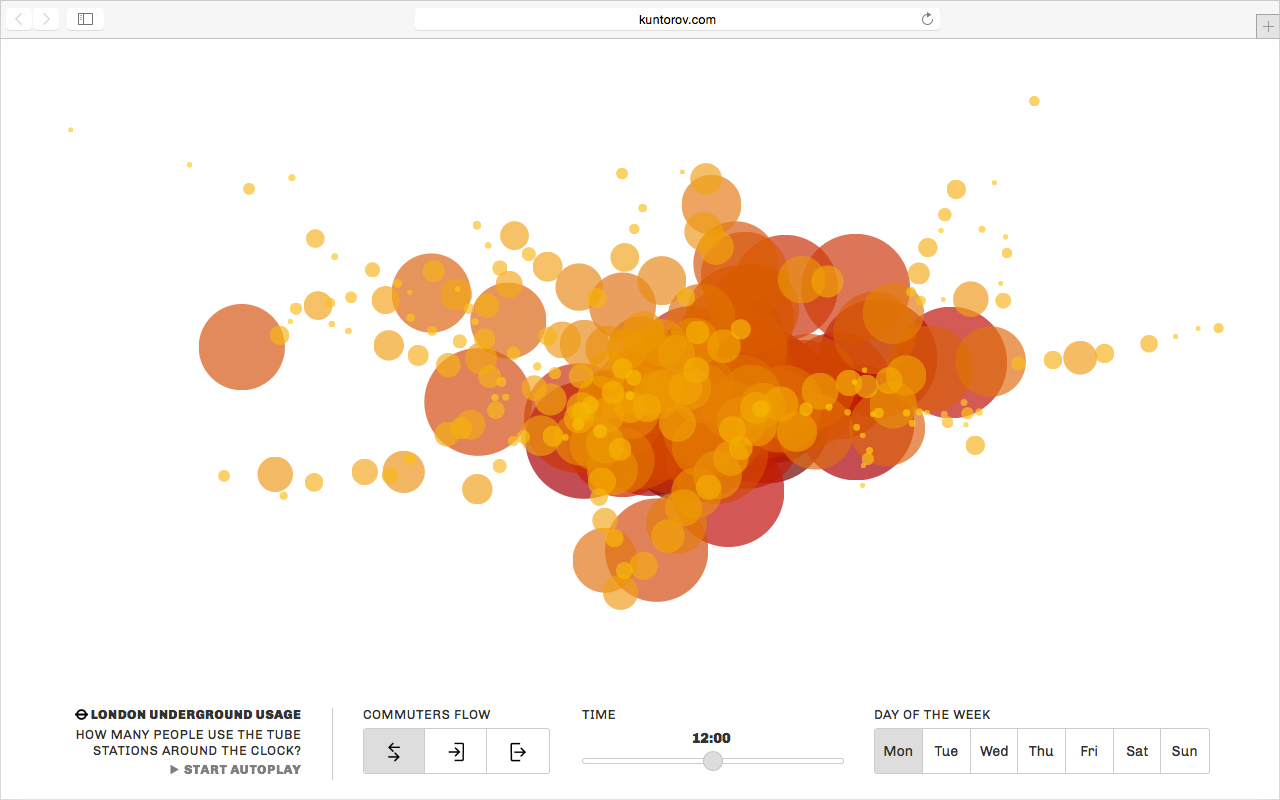 kuntorov.com
LONDON UNDERGROUND USAGE
HOW MANY PEOPLE USE THE TUBE
STATIONS AROUND THE CLOCK?
START AUTOPLAY
COMMUTERS FLOW
TIME
12:00
DAY OF THE WEEK
Mon Tue Wed Thu Fri Sat Sun